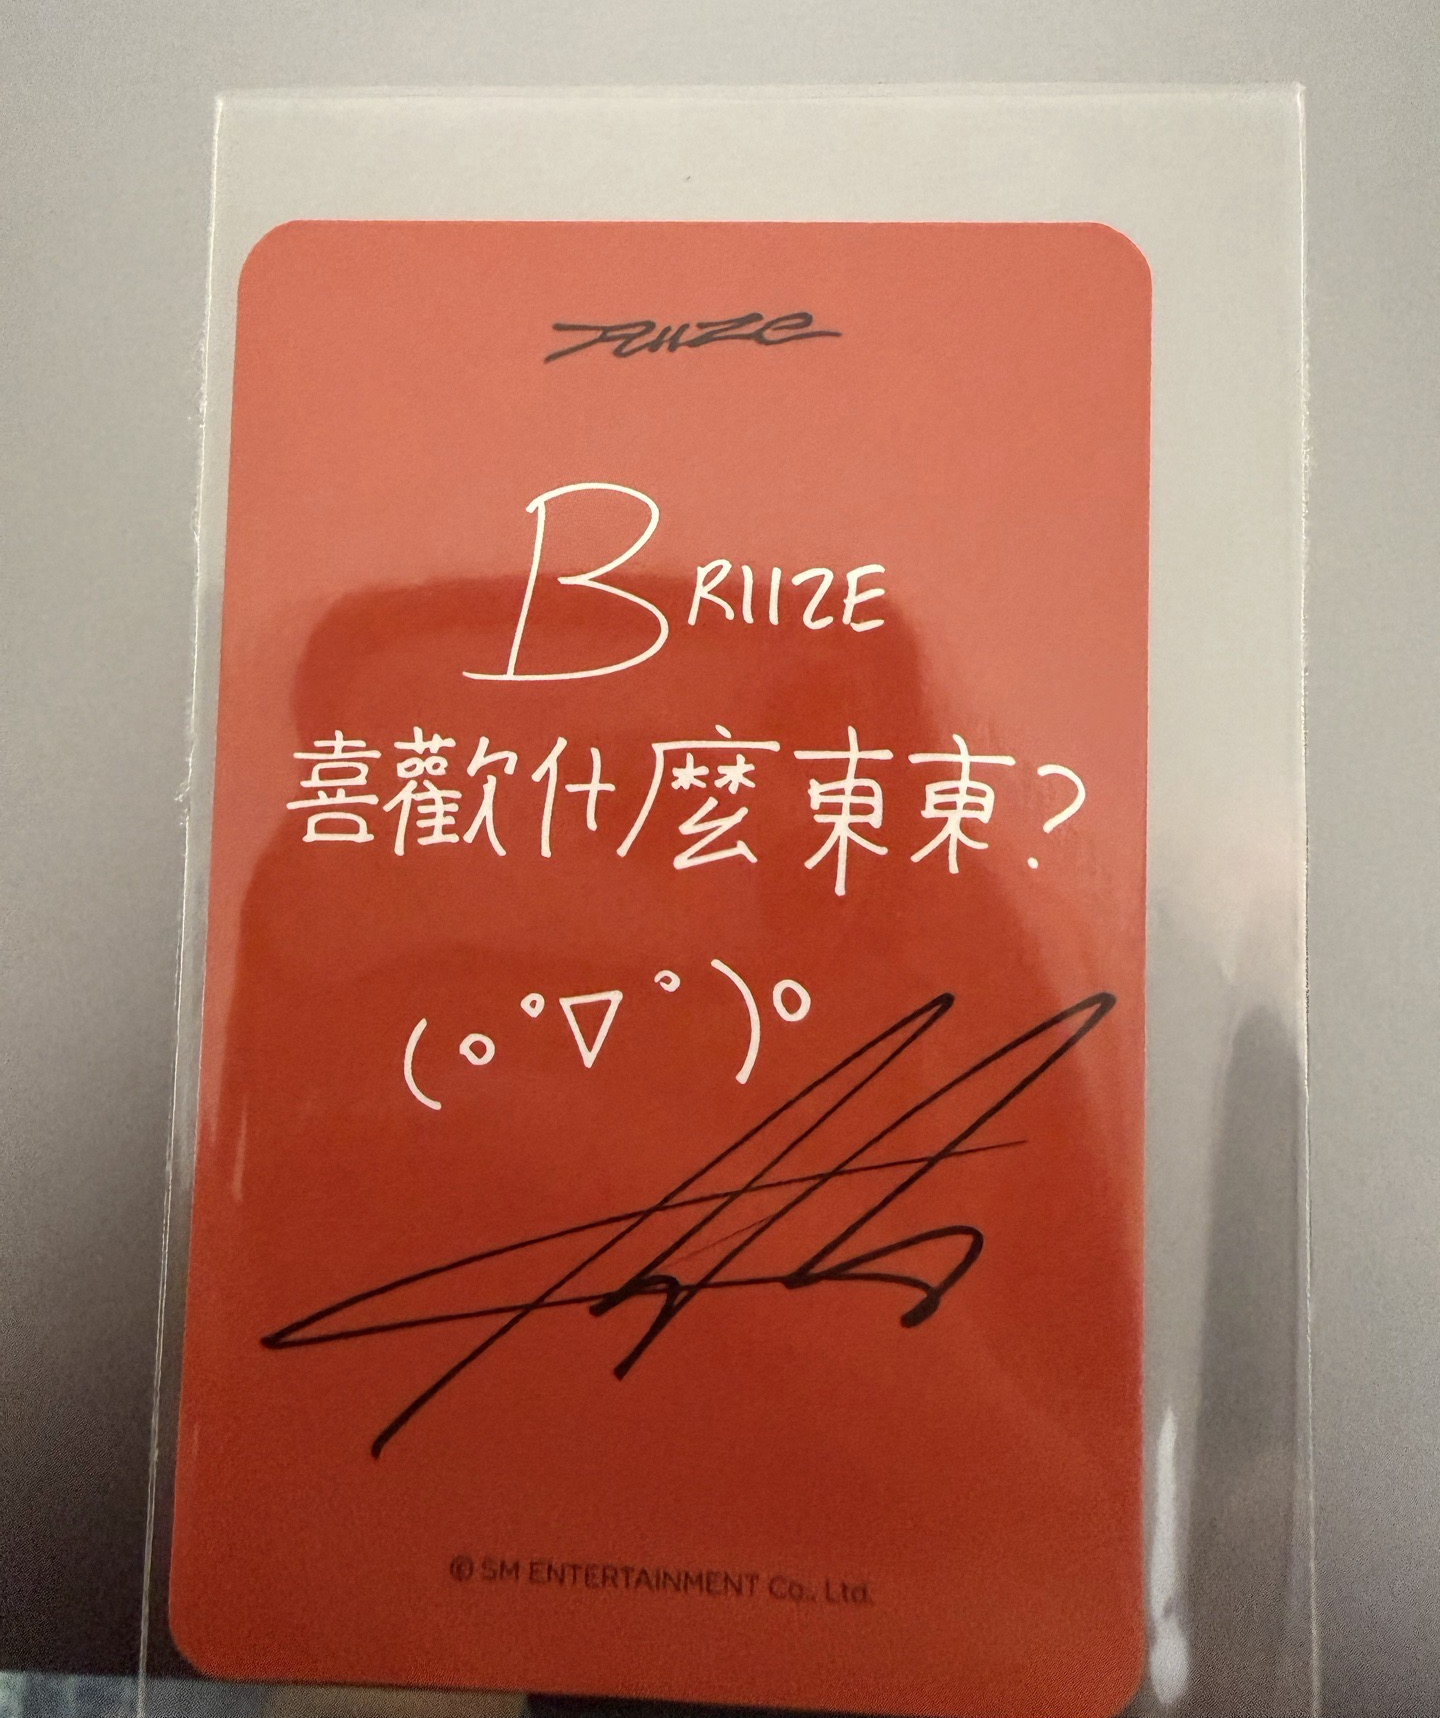 RIIZE
BRIIZE
喜歡什麼東東?
(o°▽°)o
© SM ENTERTAINMENT Co., Ltd.